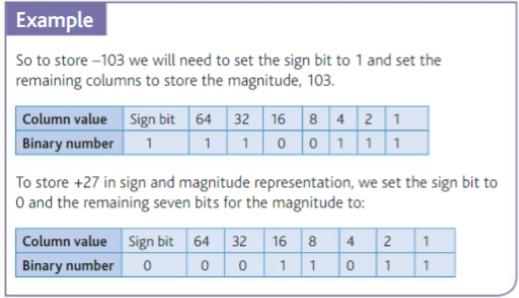 Example
So to store –103 we will need to set the sign bit to 1 and set the
remaining columns to store the magnitude, 103.
Column value Sign bit 64 32 16 8 4 2 1
Binary number 1 1 1 0 0 1 1 1
To store +27 in sign and magnitude representation, we set the sign bit to
0 and the remaining seven bits for the magnitude to:
Column value Sign bit 64 32 16 8 4 2 1
Binary number 0 0 0 1 1 0 1 1